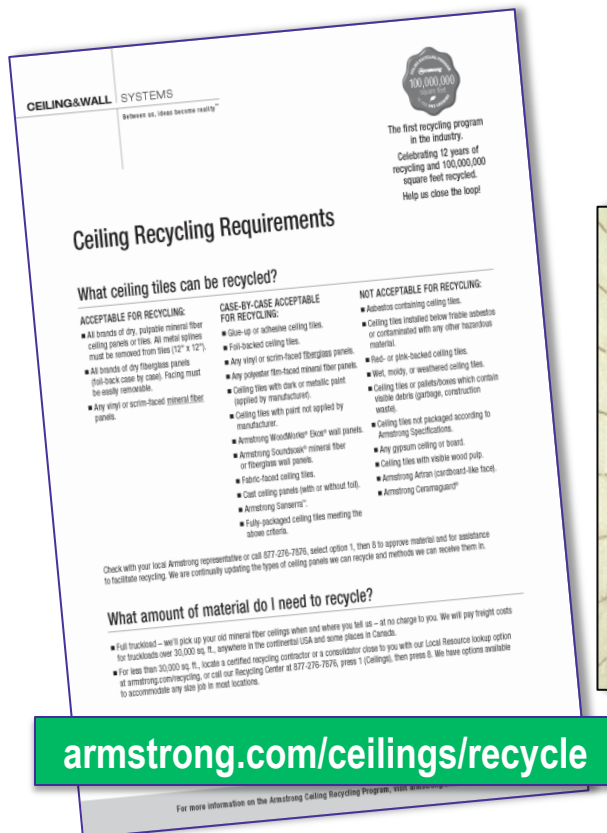 CEILING&WALL SYSTEMS
Between us, ideas become reality™
Armstrong
100,000,000
square feet
The first recycling program
in the industry.
Celebrating 12 years of
recycling and 100,000,000
square feet recycled.
Help us close the loop!
Ceiling Recycling Requirements
What ceiling tiles can be recycled?
ACCEPTABLE FOR RECYCLING:
■ All brands of dry, pulpable mineral fiber
ceiling panels or tiles. All metal splines
must be removed from tiles (12" x 12").
■ All brands of dry fiberglass panels
(foil-back case by case). Facing must
be easily removable.
■ Any vinyl or scrim-faced mineral fiber
panels.
CASE-BY-CASE ACCEPTABLE
FOR RECYCLING:
■ Glue-up or adhesive ceiling tiles.
■ Foil-backed ceiling tiles.
■ Any vinyl or scrim-faced fiberglass panels.
■ Any polyester film-faced mineral fiber panels.
■ Ceiling tiles with dark or metallic paint
(applied by manufacturer).
■ Ceiling tiles with paint not applied by
manufacturer.
■ Armstrong WoodWorks® Ekos® wall panels.
■ Armstrong Soundsoak® mineral fiber
or fiberglass wall panels.
■ Fabric-faced ceiling tiles.
■ Cast ceiling panels (with or without foil).
■ Armstrong Sanserra™.
■ Fully-packaged ceiling tiles meeting the
above criteria.
NOT ACCEPTABLE FOR RECYCLING:
■ Asbestos containing ceiling tiles.
■ Ceiling tiles installed below friable asbestos
or contaminated with any other hazardous
material.
■ Red- or pink-backed ceiling tiles.
■ Wet, moldy, or weathered ceiling tiles.
■ Ceiling tiles or pallets/boxes which contain
visible debris (garbage, construction
waste).
■ Ceiling tiles not packaged according to
Armstrong Specifications.
■ Any gypsum ceiling or board.
■ Ceiling tiles with visible wood pulp.
■ Armstrong Artran (cardboard-like face).
■ Armstrong Ceramaguard®
Check with your local Armstrong representative or call 877-276-7876, select option 1, then 8 to approve material and for assistance
to facilitate recycling. We are continually updating the types of ceiling panels we can recycle and methods we can receive them in.
What amount of material do I need to recycle?
■ Full truckload – we'll pick up your old mineral fiber ceilings when and where you tell us – at no charge to you. We will pay freight costs
for truckloads over 30,000 sq. ft., anywhere in the continental USA and some places in Canada.
■ For less than 30,000 sq. ft., locate a certified recycling contractor or a consolidator close to you with our Local Resource lookup option
at armstrong.com/recycling, or call our Recycling Center at 877-276-7876, press 1 (Ceilings), then press 8. We have options available
to accommodate any size job in most locations.
armstrong.com/ceilings/recycle
For more information on the Armstrong Ceiling Recycling Program, visit